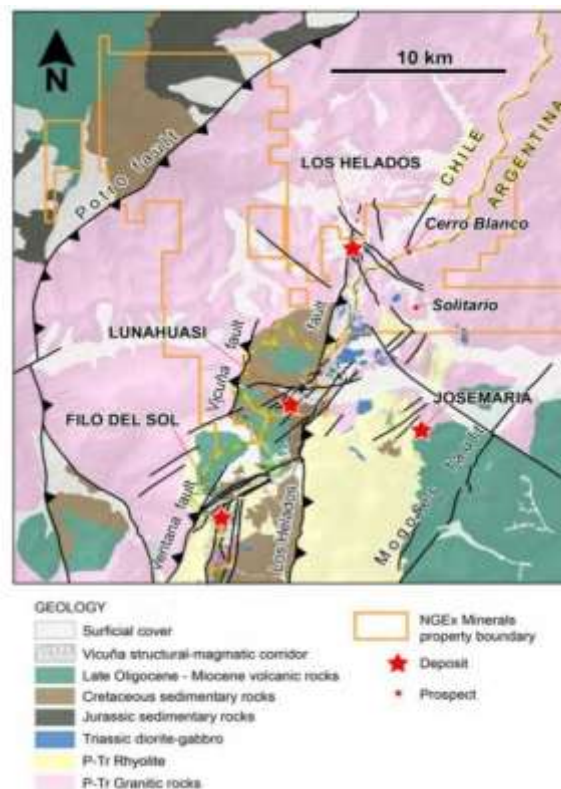 N
10 km
Potro fault
LOS HELADOS
CHILE
ARGENTINA
Cerro Blanco
Solitario
LUNAHUASI
Vicuña fault
fault
JOSEMARIA
FILO DEL SOL
Ventana fault
Los Helados
Mogotes fault
GEOLOGY
Surficial cover
Vicuña structural-magmatic corridor
Late Oligocene - Miocene volcanic rocks
Cretaceous sedimentary rocks
Jurassic sedimentary rocks
Triassic diorite-gabbro
P-Tr Rhyolite
P-Tr Granitic rocks
NGEx Minerals
property boundary
Deposit
Prospect